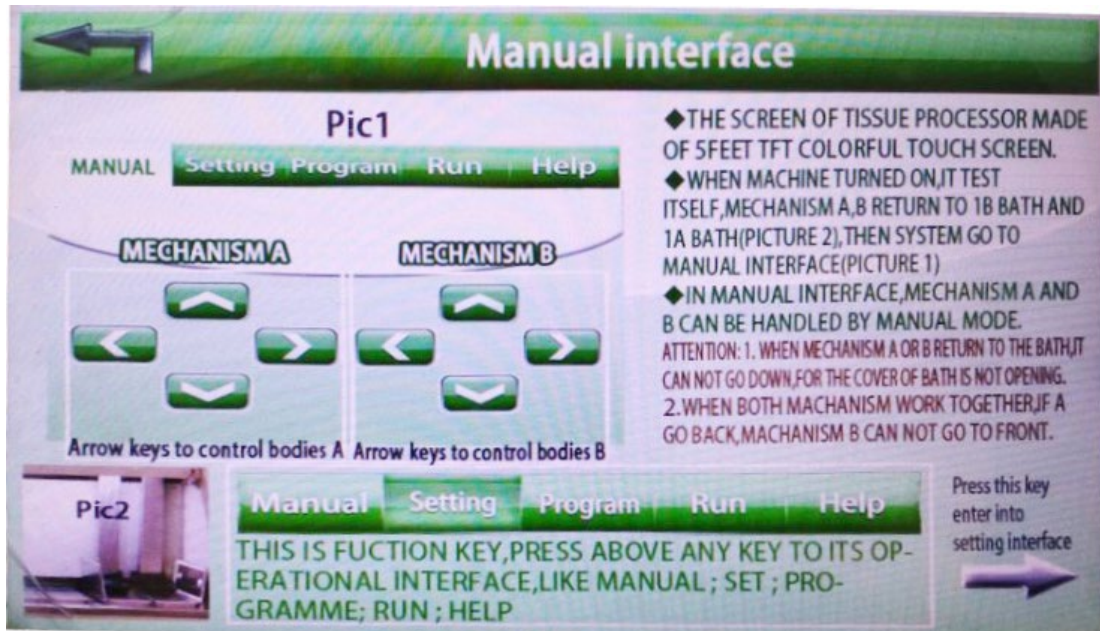 Manual interface
Pic1
MANUAL Setting Program Run Help
MECHANISM A MECHANISM B
Arrow keys to control bodies A Arrow keys to control bodies B
◆THE SCREEN OF TISSUE PROCESSOR MADE
OF 5FEET TFT COLORFUL TOUCH SCREEN.
◆WHEN MACHINE TURNED ON,IT TEST
ITSELF,MECHANISM A,B RETURN TO 1B BATH AND
1A BATH(PICTURE 2),THEN SYSTEM GO TO
MANUAL INTERFACE(PICTURE 1)
◆IN MANUAL INTERFACE,MECHANISM A AND
B CAN BE HANDLED BY MANUAL MODE.
ATTENTION: 1. WHEN MECHANISM A OR B RETURN TO THE BATH,IT
CAN NOT GO DOWN,FOR THE COVER OF BATH IS NOT OPENING.
2.WHEN BOTH MACHANISM WORK TOGETHER,IF A
GO BACK,MACHANISM B CAN NOT GO TO FRONT.
Pic2
Manual Setting Program Run Help
THIS IS FUCTION KEY,PRESS ABOVE ANY KEY TO ITS OP-
ERATIONAL INTERFACE,LIKE MANUAL ; SET ; PRO-
GRAMME; RUN ; HELP
Press this key
enter into
setting interface